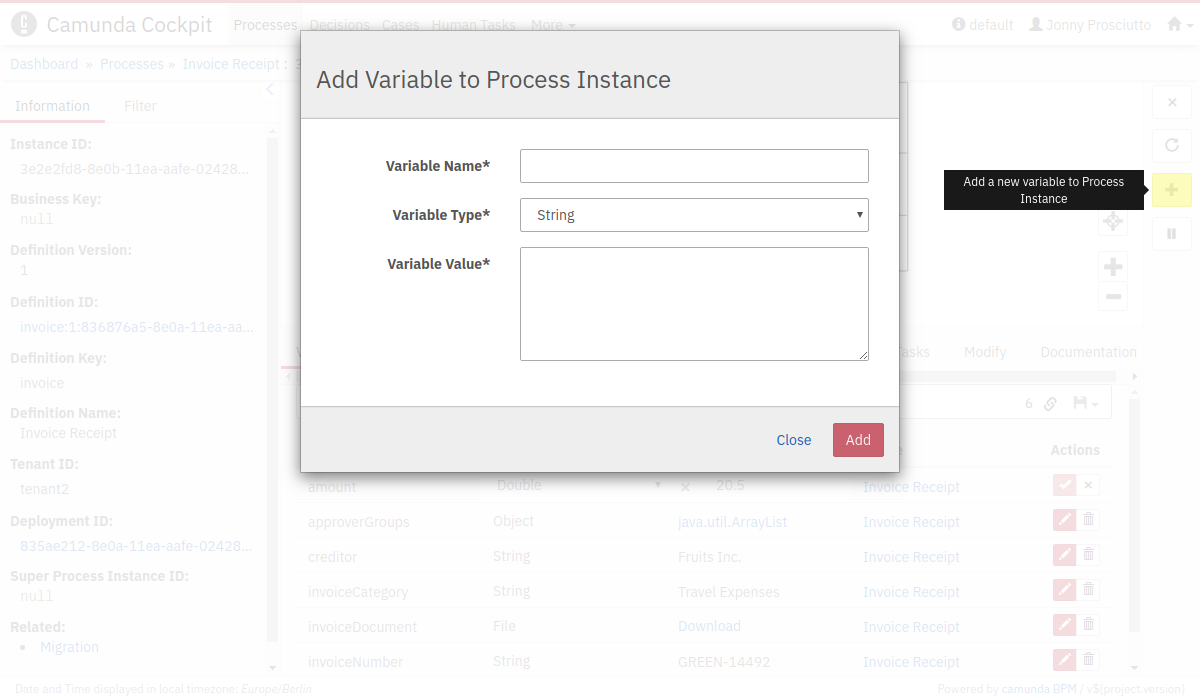 Camunda Cockpit
Processes Decisions Cases Human Tasks More
default Jonny Prosciutto
Dashboard » Processes » Invoice Receipt :
Information Filter
Instance ID:
3e2e2fd8-8e0b-11ea-aafe-02428...
Business Key:
null
Definition Version:
1
Definition ID:
invoice:1:836876a5-8e0a-11ea-aa...
Definition Key:
invoice
Definition Name:
Invoice Receipt
Tenant ID:
tenant2
Deployment ID:
835ae212-8e0a-11ea-aafe-02428...
Super Process Instance ID:
null
Related:
• Migration
Add Variable to Process Instance
Variable Name*
Variable Type* String
Variable Value*
Close Add
Add a new variable to Process
Instance
Tasks Modify Documentation
6
Actions
amount Double 20.5 Invoice Receipt
approverGroups Object java.util.ArrayList Invoice Receipt
creditor String Fruits Inc. Invoice Receipt
invoiceCategory String Travel Expenses Invoice Receipt
invoiceDocument File Download Invoice Receipt
invoiceNumber String GREEN-14492 Invoice Receipt
Date and Time displayed in local timezone: Europe/Berlin
Powered by camunda BPM / v${project.version}